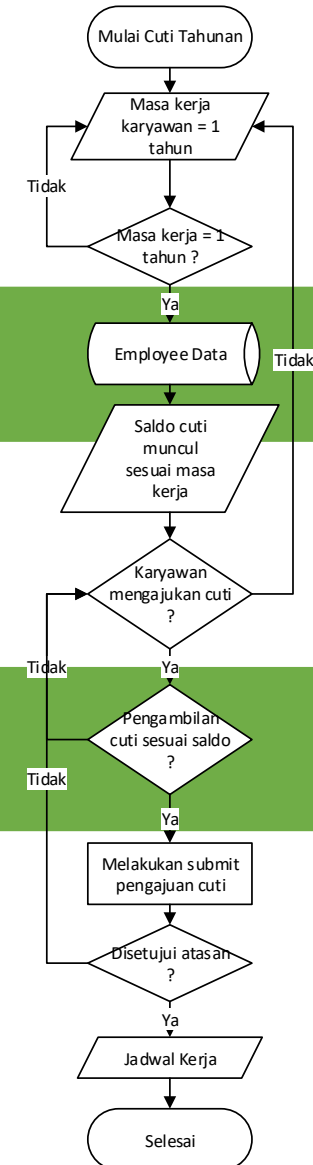 Mulai Cuti Tahunan
Masa kerja
karyawan = 1
tahun
Tidak
Masa kerja = 1
tahun ?
Ya
Employee Data
Tidak
Saldo cuti
muncul
sesuai masa
kerja
Karyawan
mengajukan cuti
?
Tidak
Ya
Pengambilan
cuti sesuai saldo
?
Tidak
Ya
Melakukan submit
pengajuan cuti
Disetujui atasan
?
Ya
Jadwal Kerja
Selesai